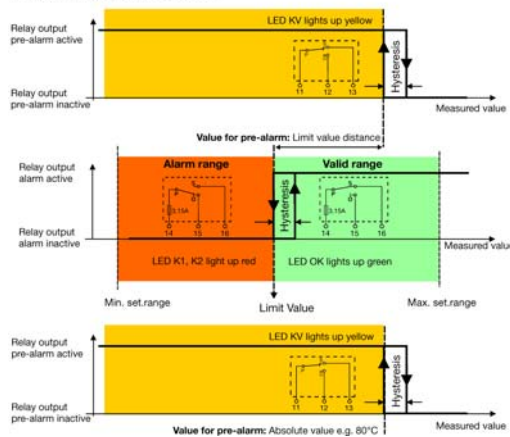 LED KV lights up yellow
Relay output
pre-alarm active
11 12 13
Hysteresis
Relay output
pre-alarm inactive
Measured value
Value for pre-alarm: Limit value distance
Relay output
alarm active
Alarm range
Valid range
3.15A
14 15 16
Hysteresis
3.15A
14 15 16
Relay output
alarm inactive
Measured value
LED K1, K2 light up red
LED OK lights up green
Min. set.range
Limit Value
Max. set.range
LED KV lights up yellow
Relay output
pre-alarm active
11 12 13
Hysteresis
Relay output
pre-alarm inactive
Measured value
Value for pre-alarm: Absolute value e.g. 80°C